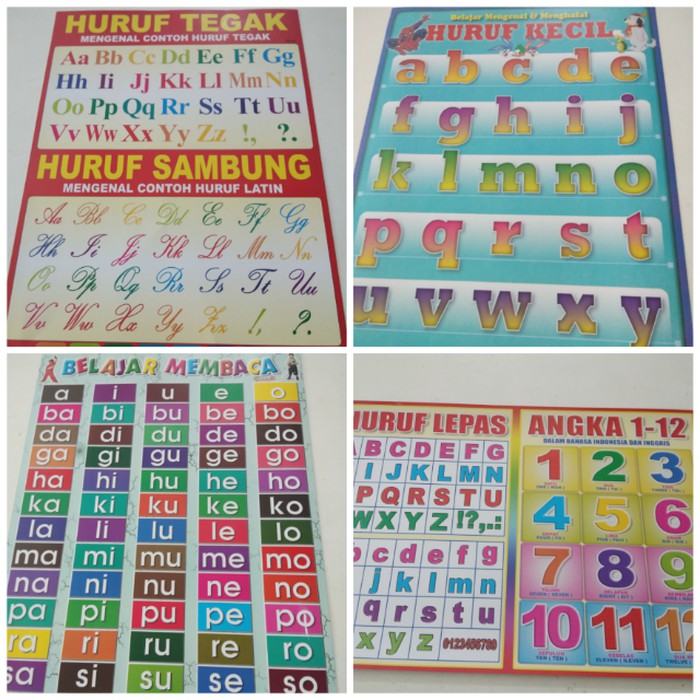 HURUF TEGAK
MENGENAL CONTOH HURUF TEGAK
Aa Bb Cc Dd Ee Ff Gg
Hh Ii Jj Kk Ll Mm Nn
Oo Pp Qq Rr Ss Tt Uu
Vv Ww Xx Yy Zz !, ?.
HURUF SAMBUNG
MENGENAL CONTOH HURUF LATIN
Aa Bb Cc Dd Ee Ff Gg
Hh Ii Jj Kk Ll Mm Nn
Oo Pp Qq Rr Ss Tt Uu
Vv Ww Xx Yy Zz !, ?.
Belajar Mengenal & Menghafal
HURUF KECIL
a b c d e
f g h i j
k l m n o
p q r s t
u v w x y
BELAJAR MEMBACA
a i u e o
ba bi bu be bo
da di du de do
ga gi gu ge go
ha hi hu he ho
ka ki ku ke ko
la li lu le lo
ma mi mu me mo
na ni nu ne no
pa pi pu pe po
ra ri ru re ro
sa si su se so
HURUF LEPAS
A B C D E F G
I J K L M N
P Q R S T U
W X Y Z !?,.:
b c d e f g
j k l m n
q r s t u
x y z 0123456789
ANGKA 1-12
DALAM BAHASA INDONESIA DAN INGGRIS
1 2 3
4 5 6
7 8 9
TUJUH
SEVEN
10 11 12
SEPULUH SEBELAS
TEN (TEN) ELEVEN (ILEVEN)